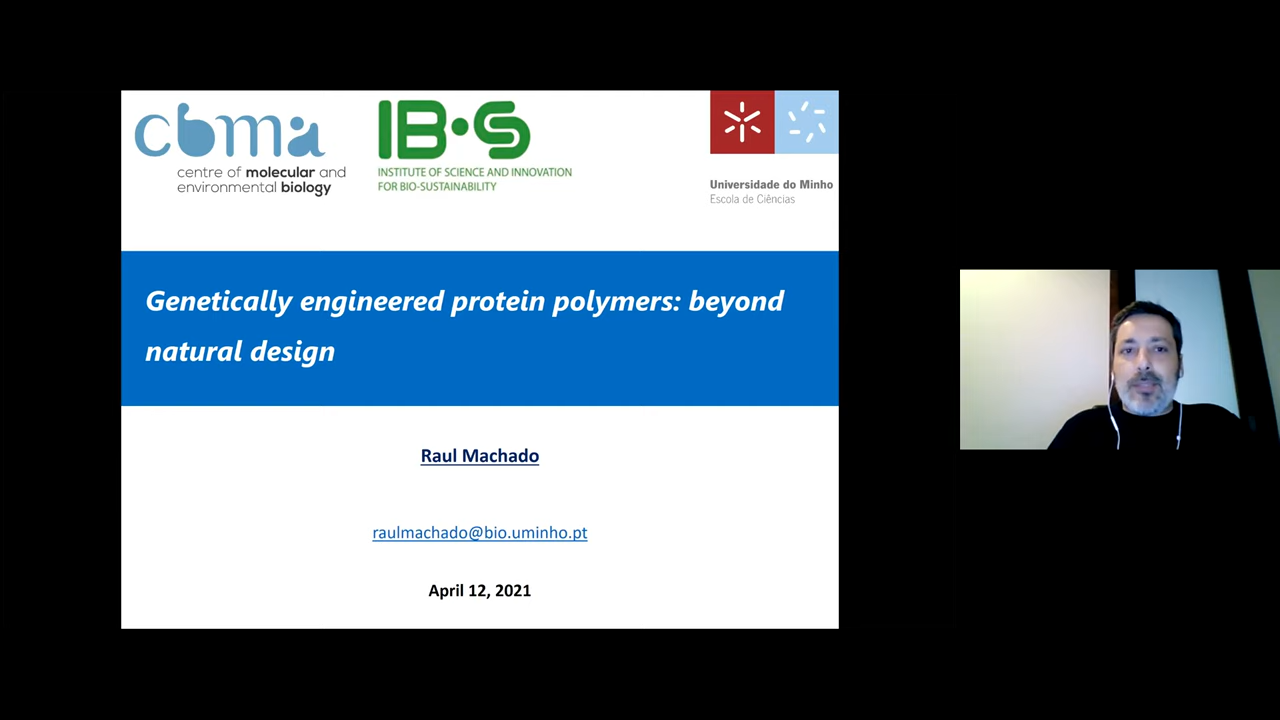 cbma
centre of molecular and
environmental biology
IB·S
INSTITUTE OF SCIENCE AND INNOVATION
FOR BIO-SUSTAINABILITY
Universidade do Minho
Escola de Ciências
Genetically engineered protein polymers: beyond
natural design
Raul Machado
raulmachado@bio.uminho.pt
April 12, 2021